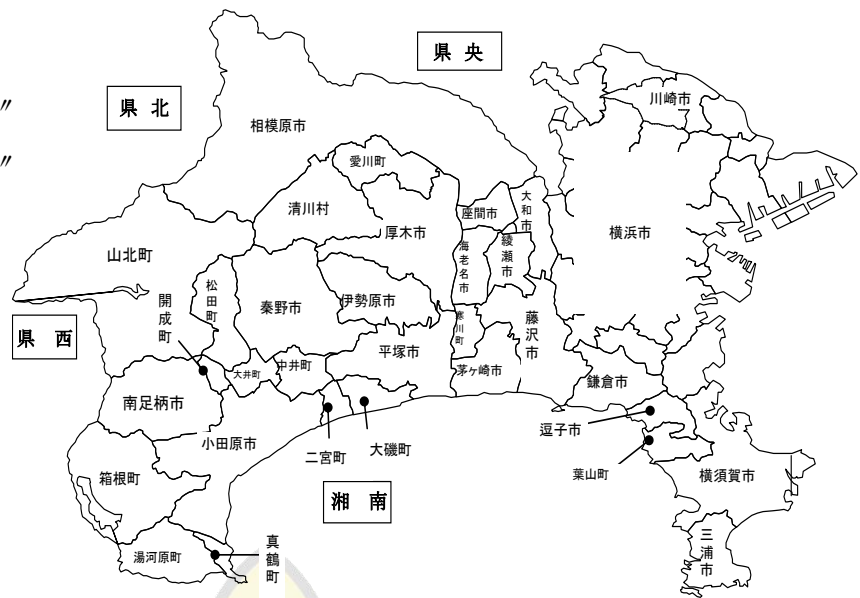 県 央
〃
県 北
川崎市
相模原市
〃
愛川町
大和市
清川村
座間市
厚木市
横浜市
綾瀬市
海老名市
山北町
松田町
伊勢原市
秦野市
開成町
寒川町
藤沢市
県 西
平塚市
中井町
大井町
茅ヶ崎市
鎌倉市
南足柄市
逗子市
小田原市
大磯町
二宮町
葉山町
横須賀市
箱根町
湘 南
三浦市
真鶴町
湯河原町